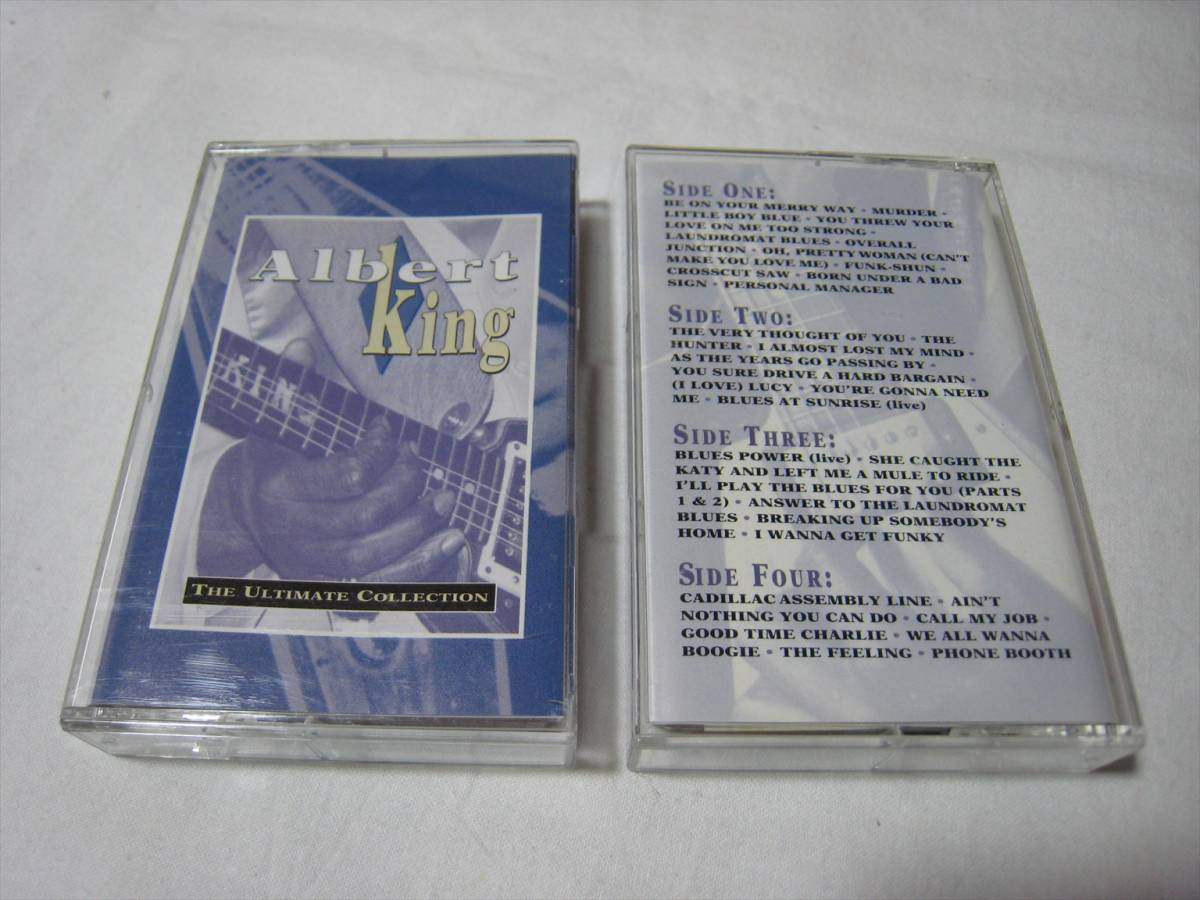 Albert
King
KING
THE ULTIMATE COLLECTION
SIDE ONE:
BE ON YOUR MERRY WAY • MURDER •
LITTLE BOY BLUE • YOU THREW YOUR
LOVE ON ME TOO STRONG •
LAUNDROMAT BLUES • OVERALL
JUNCTION • OH, PRETTY WOMAN (CAN'T
MAKE YOU LOVE ME) • FUNK-SHUN •
CROSSCUT SAW • BORN UNDER A BAD
SIGN • PERSONAL MANAGER
SIDE TWO:
THE VERY THOUGHT OF YOU • THE
HUNTER • I ALMOST LOST MY MIND •
AS THE YEARS GO PASSING BY •
YOU SURE DRIVE A HARD BARGAIN •
(I LOVE) LUCY • YOU'RE GONNA NEED
ME • BLUES AT SUNRISE (live)
SIDE THREE:
BLUES POWER (live) • SHE CAUGHT THE
KATY AND LEFT ME A MULE TO RIDE •
I'LL PLAY THE BLUES FOR YOU (PARTS
1 & 2) • ANSWER TO THE LAUNDROMAT
BLUES • BREAKING UP SOMEBODY'S
HOME • I WANNA GET FUNKY
SIDE FOUR:
CADILLAC ASSEMBLY LINE • AIN'T
NOTHING YOU CAN DO • CALL MY JOB •
GOOD TIME CHARLIE • WE ALL WANNA
BOOGIE • THE FEELING • PHONE BOOTH